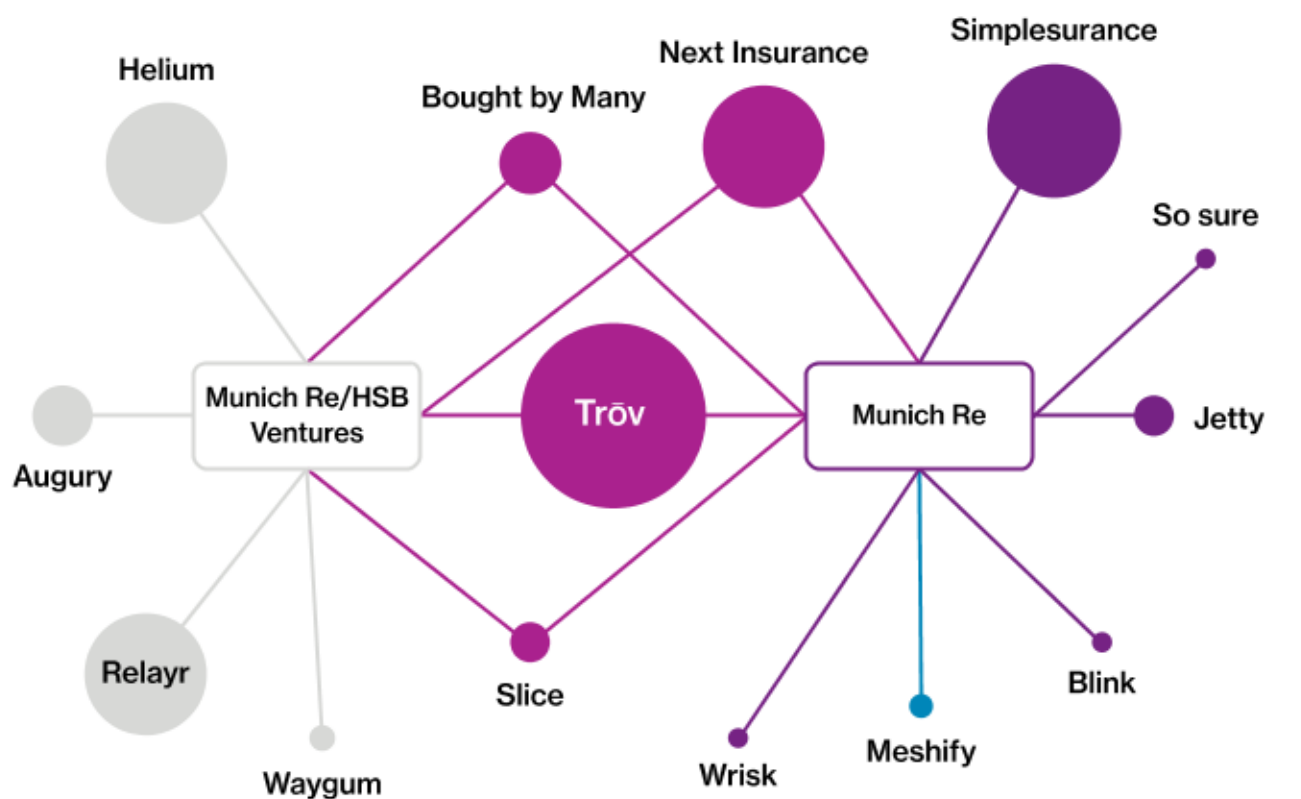 Simplesurance
Next Insurance
Helium
Bought by Many
So sure
Munich Re/HSB
Ventures
Trōv
Munich Re
Jetty
Augury
Relayr
Slice
Blink
Meshify
Wrisk
Waygum